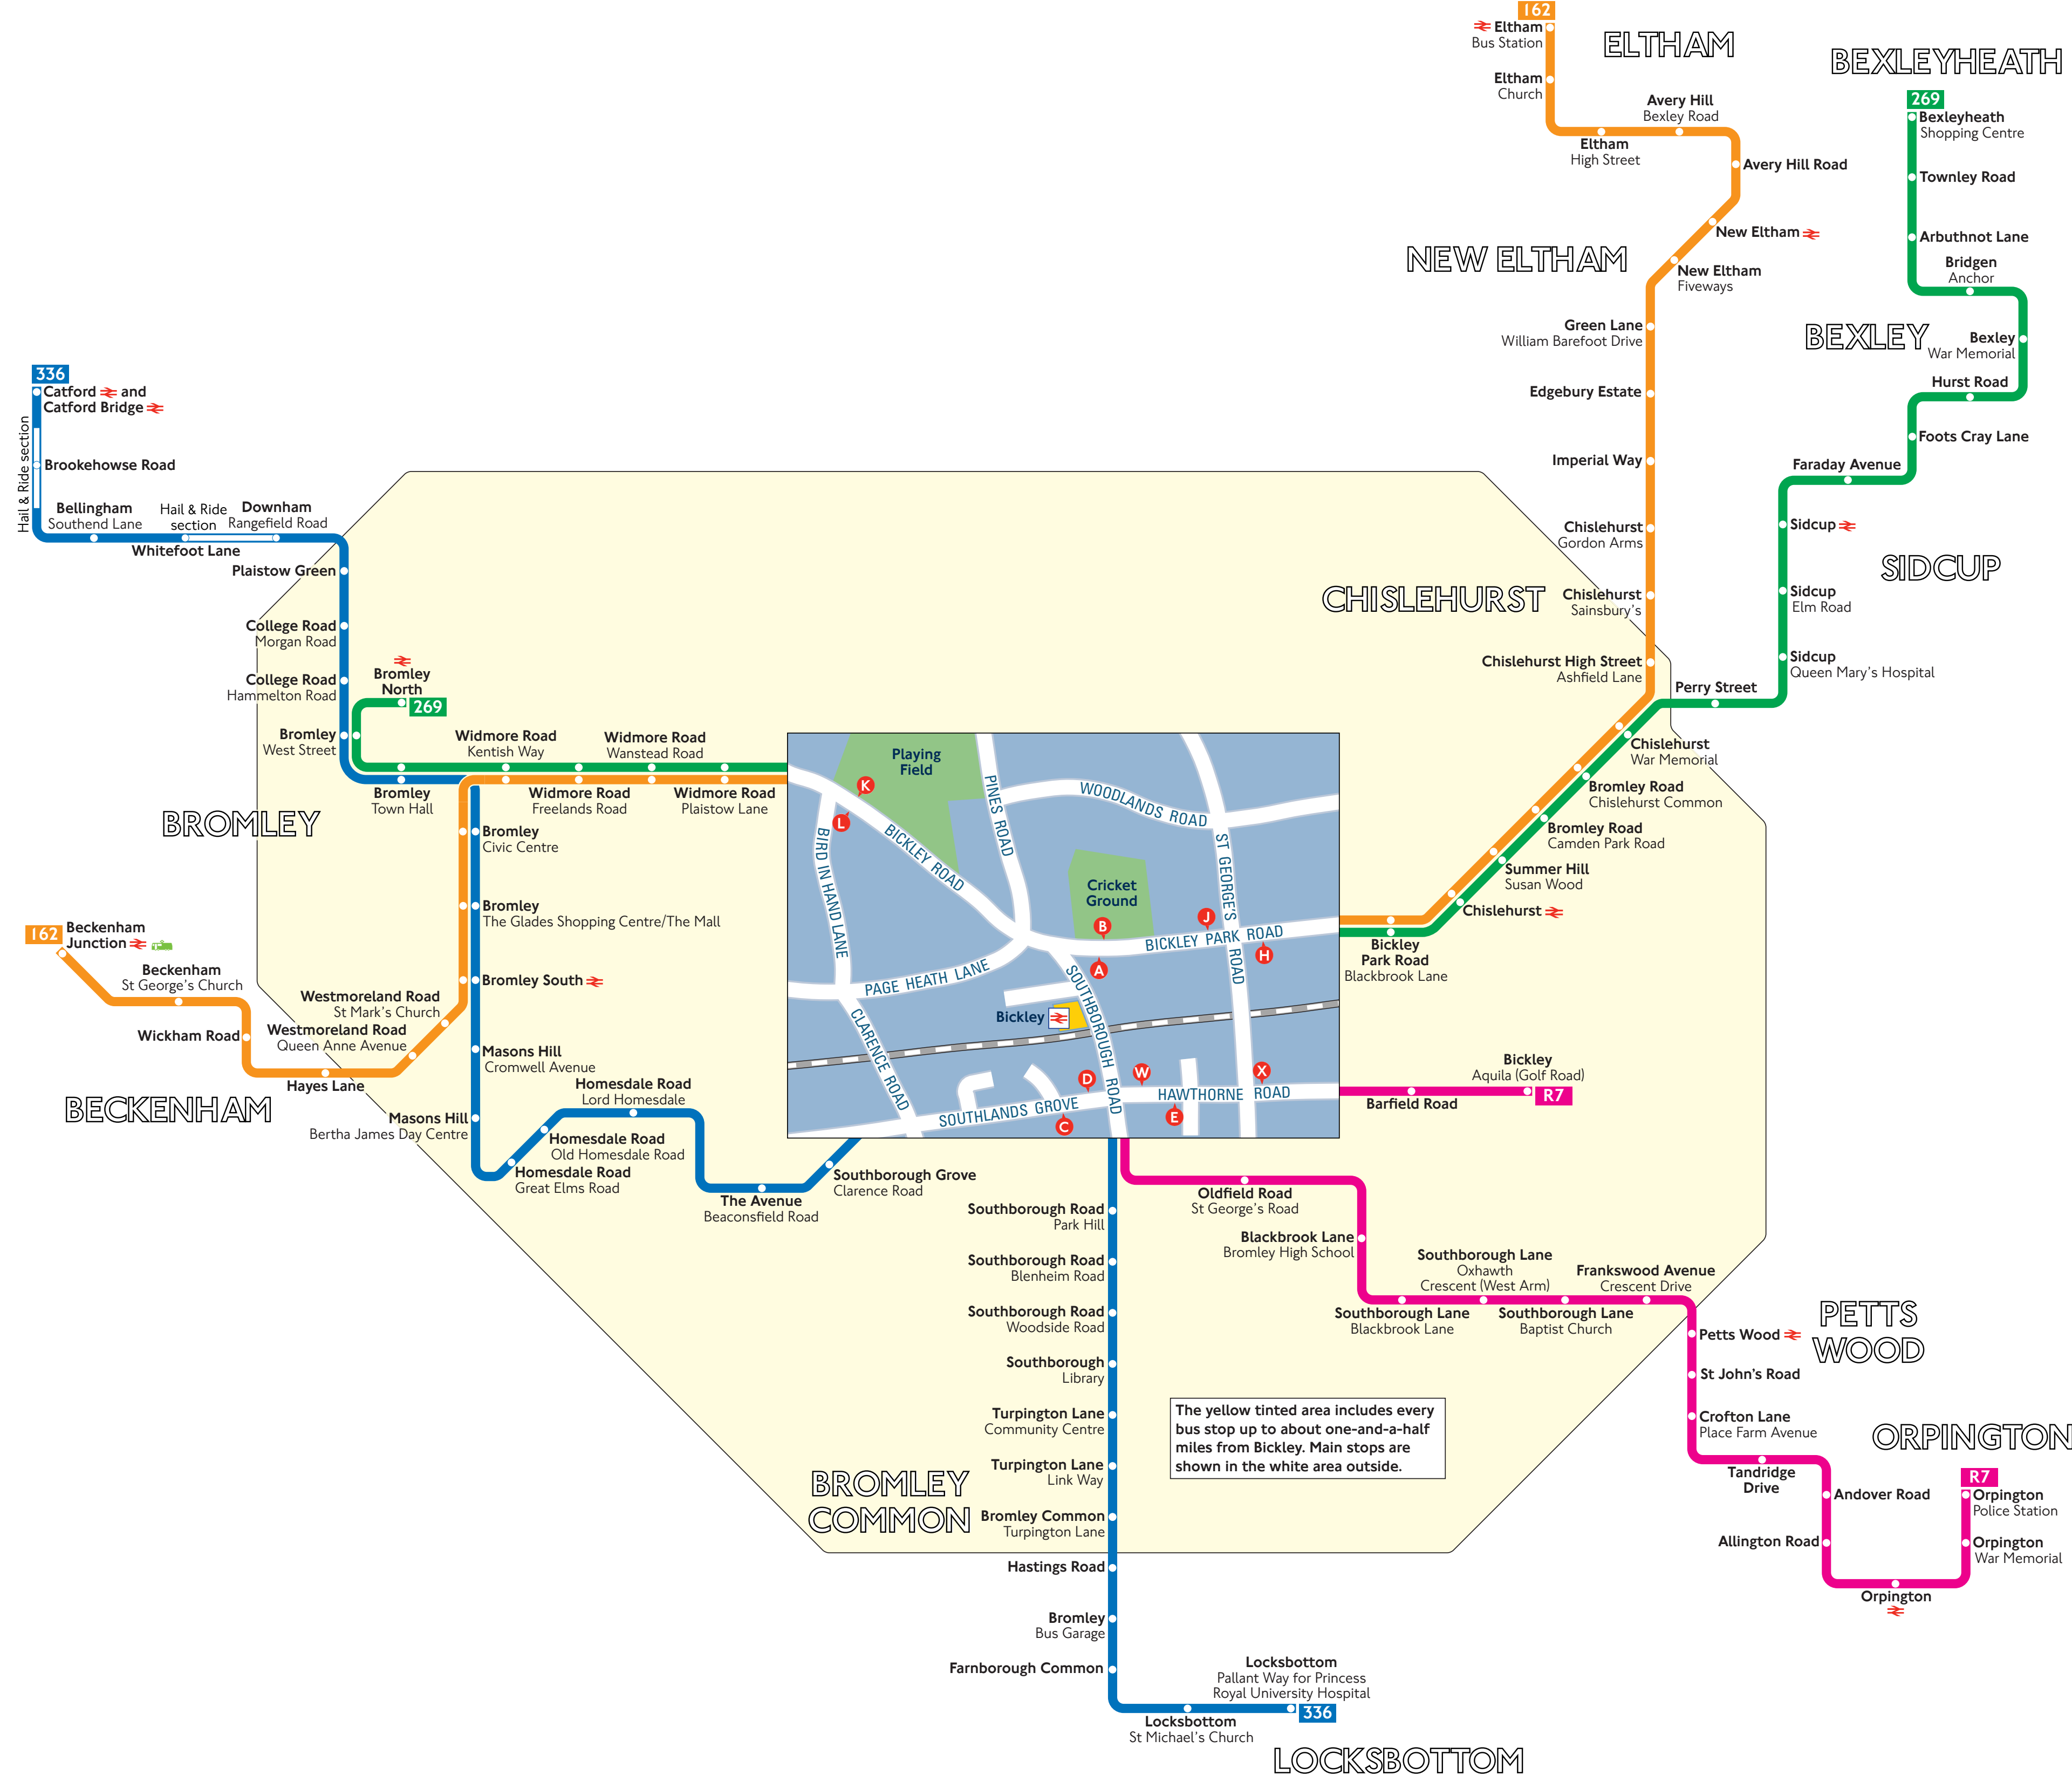 162
Eltham
Bus Station
Eltham
Church
ELTHAM
Avery Hill
Bexley Road
Eltham
High Street
Avery Hill Road
New Eltham
NEW ELTHAM
New Eltham
Fiveways
Green Lane
William Barefoot Drive
Edgebury Estate
Imperial Way
Chislehurst
Gordon Arms
CHISLEHURST
Chislehurst
Sainsbury's
Chislehurst High Street
Ashfield Lane
BEXLEYHEATH
269
Bexleyheath
Shopping Centre
Townley Road
Arbuthnot Lane
Bridgen
Anchor
BEXLEY
Bexley
War Memorial
Hurst Road
Foots Cray Lane
Faraday Avenue
Sidcup
SIDCUP
Sidcup
Elm Road
Sidcup
Queen Mary's Hospital
Perry Street
Chislehurst
War Memorial
Bromley Road
Chislehurst Common
Bromley Road
Camden Park Road
Summer Hill
Susan Wood
Chislehurst
Bickley
Park Road
Blackbrook Lane
336
Catford and
Catford Bridge
Hail & Ride section
Brookehowse Road
Bellingham
Southend Lane
Hail & Ride
section
Whitefoot Lane
Downham
Rangefield Road
Plaistow Green
College Road
Morgan Road
College Road
Hammelton Road
Bromley
North
269
Bromley
West Street
Widmore Road
Kentish Way
Widmore Road
Wanstead Road
Bromley
Town Hall
Widmore Road
Freelands Road
Widmore Road
Plaistow Lane
BROMLEY
Bromley
Civic Centre
Bromley
The Glades Shopping Centre/The Mall
Bromley South
162
Beckenham
Junction
Beckenham
St George's Church
Wickham Road
Westmoreland Road
St Mark's Church
Westmoreland Road
Queen Anne Avenue
Hayes Lane
BECKENHAM
Masons Hill
Cromwell Avenue
Masons Hill
Bertha James Day Centre
Homesdale Road
Lord Homesdale
Homesdale Road
Old Homesdale Road
Homesdale Road
Great Elms Road
The Avenue
Beaconsfield Road
Southborough Grove
Clarence Road
Playing
Field
K
L
BIRD IN HAND LANE
BICKLEY ROAD
PINES ROAD
WOODLANDS ROAD
ST GEORGE'S ROAD
Cricket
Ground
B
J
A
H
BICKLEY PARK ROAD
PAGE HEATH LANE
SOUTHBOROUGH ROAD
Bickley
CLARENCE ROAD
D
W
X
SOUTHLANDS GROVE
HAWTHORNE ROAD
C
E
Bickley
Aquila (Golf Road)
Barfield Road
R7
Oldfield Road
St George's Road
Blackbrook Lane
Bromley High School
Southborough Lane
Oxhawth
Crescent (West Arm)
Frankswood Avenue
Crescent Drive
Southborough Lane
Blackbrook Lane
Southborough Lane
Baptist Church
PETTS
WOOD
Petts Wood
St John's Road
Crofton Lane
Place Farm Avenue
Tandridge
Drive
Andover Road
Allington Road
Orpington
ORPINGTON
R7
Orpington
Police Station
Orpington
War Memorial
Southborough Road
Park Hill
Southborough Road
Blenheim Road
Southborough Road
Woodside Road
Southborough
Library
Turpington Lane
Community Centre
Turpington Lane
Link Way
Bromley Common
Turpington Lane
BROMLEY
COMMON
Hastings Road
Bromley
Bus Garage
Farnborough Common
Locksbottom
Pallant Way for Princess
Royal University Hospital
336
Locksbottom
St Michael's Church
LOCKSBOTTOM
The yellow tinted area includes every
bus stop up to about one-and-a-half
miles from Bickley. Main stops are
shown in the white area outside.